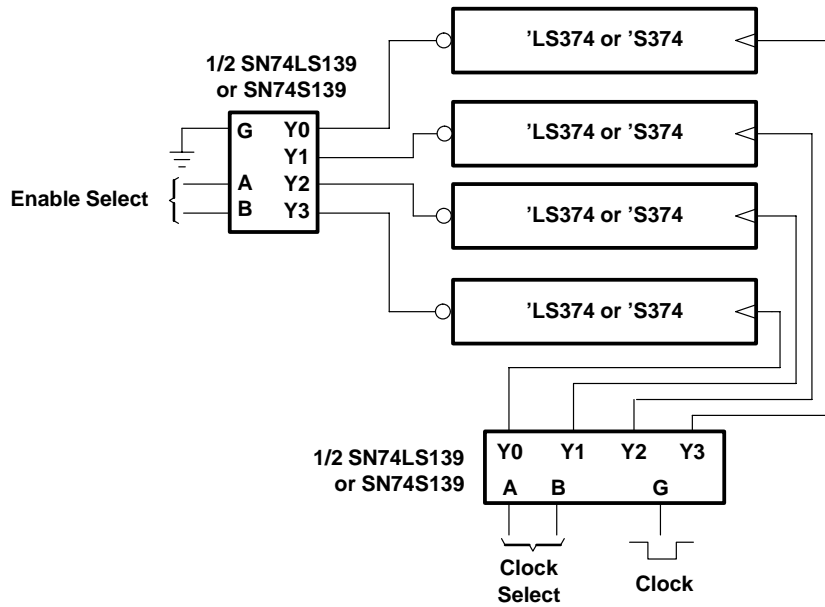 'LS374 or 'S374
1/2 SN74LS139
or SN74S139
G Y0
Y1
A Y2
B Y3
Enable Select
'LS374 or 'S374
'LS374 or 'S374
'LS374 or 'S374
1/2 SN74LS139
or SN74S139
Y0 Y1 Y2 Y3
A B G
Clock
Select
Clock